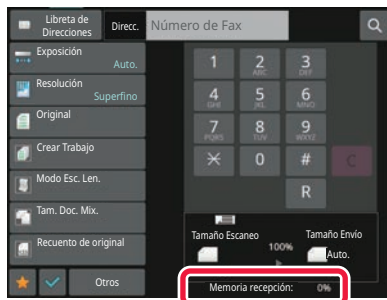 Libreta de
Direcciones
Direcc.
Número de Fax
Exposición
Auto.
Resolución
Superfino
Original
Crear Trabajo
Modo Esc. Len.
Tam. Doc. Mix.
Recuento de original
Otros
1
2
ABC
3
DEF
4
GHI
5
JKL
6
MNO
7
PQRS
8
TUV
9
WXYZ
0
#
C
R
Tamaño Escaneo
100%
Tamaño Envío
Auto.
Memoria recepción: 0%